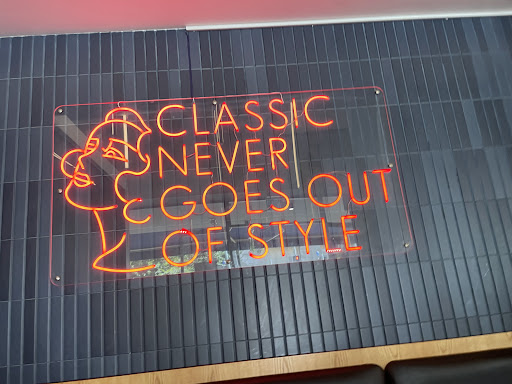 CLASSIC
NEVER
GOES OUT
OF STYLE